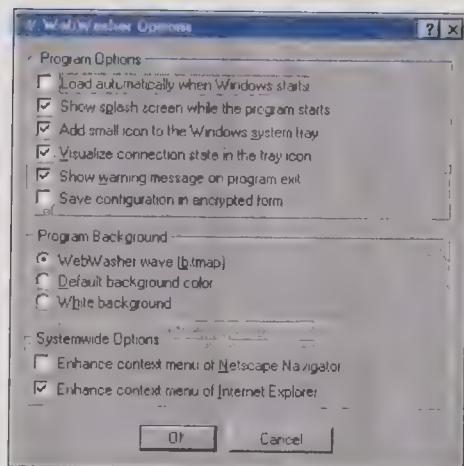 WebWasher Options
Program Options
Load automatically when Windows starts
Show splash screen while the program starts
Add small icon to the Windows system tray
Visualize connection state in the tray icon
Show warning message on program exit
Save configuration in encrypted form
Program Background
WebWasher wave (bitmap)
Default background color
White background
Systemwide Options
Enhance context menu of Netscape Navigator
Enhance context menu of Internet Explorer
OK
Cancel